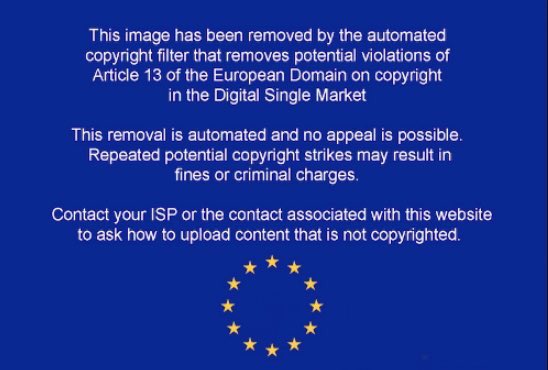 This image has been removed by the automated
copyright filter that removes potential violations of
Article 13 of the European Domain on copyright
in the Digital Single Market
This removal is automated and no appeal is possible.
Repeated potential copyright strikes may result in
fines or criminal charges.
Contact your ISP or the contact associated with this website
to ask how to upload content that is not copyrighted.